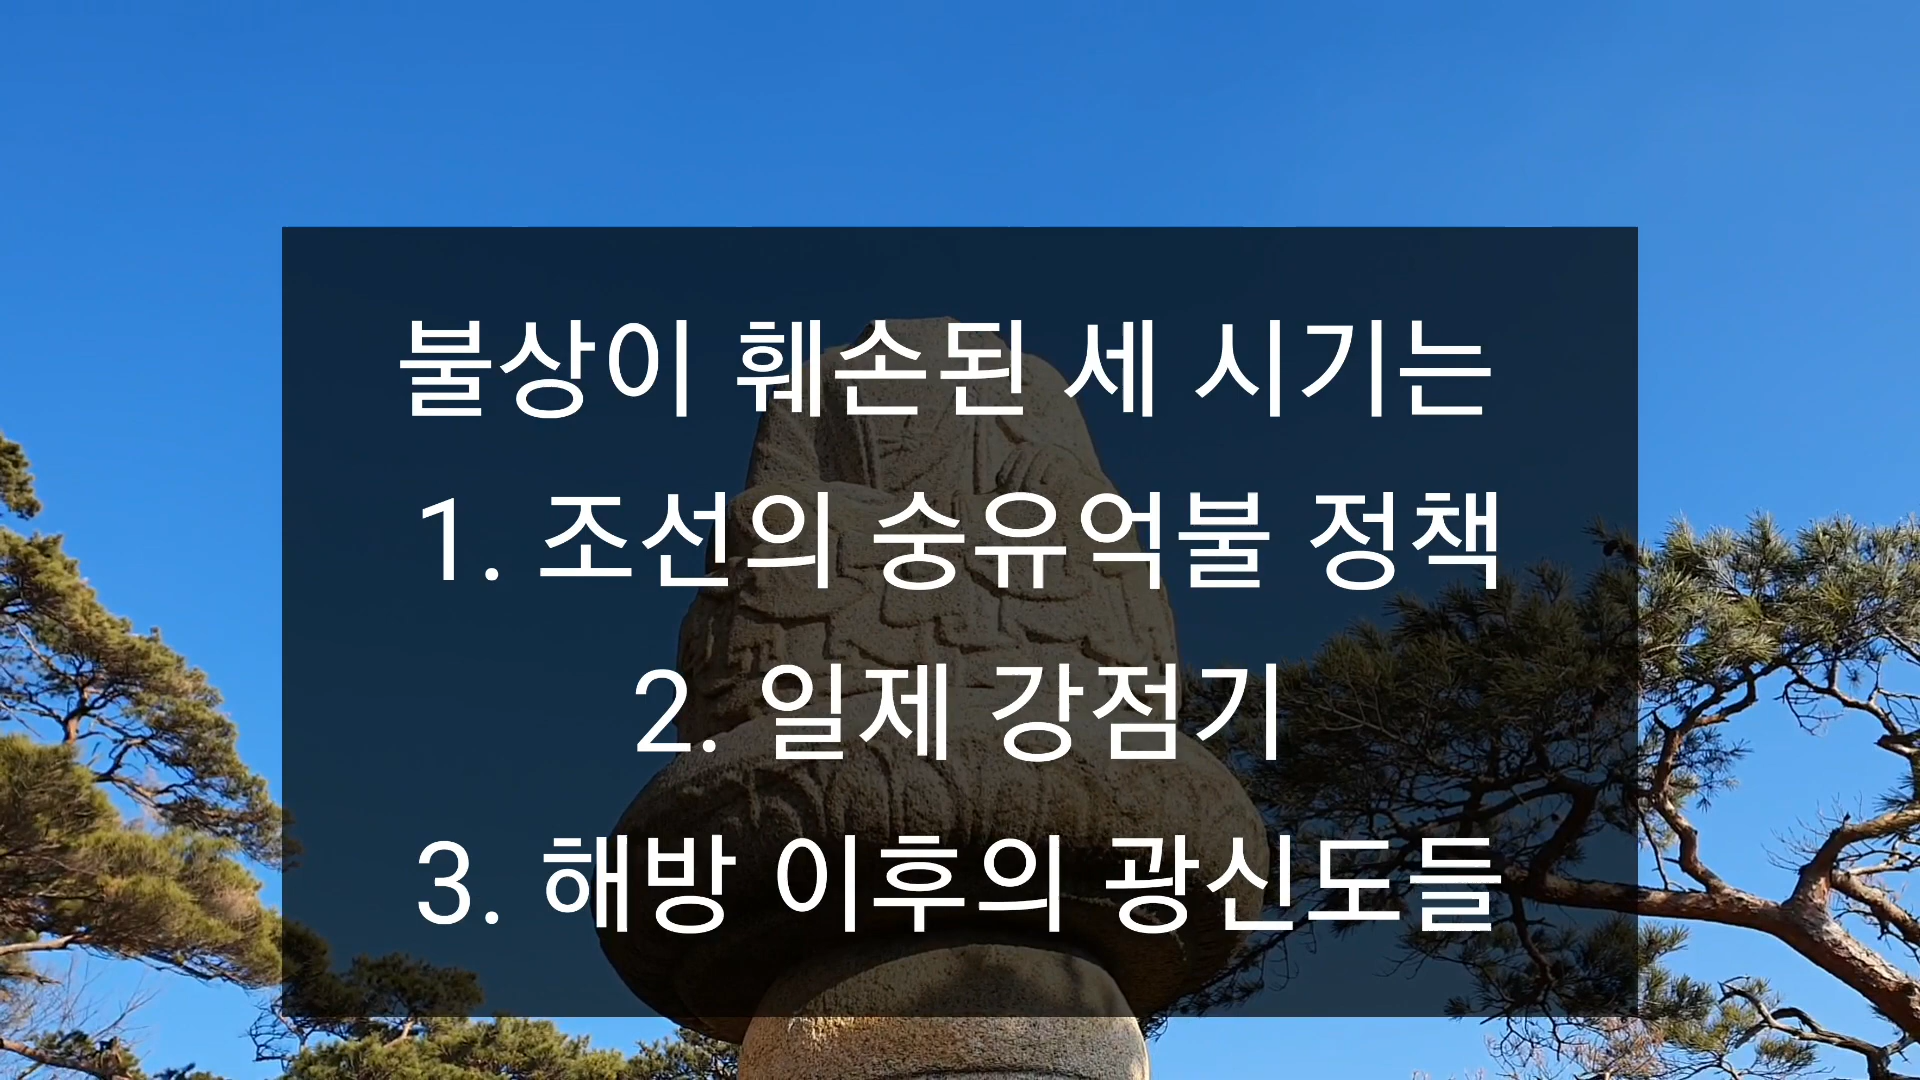 불상이 훼손된 세 시기는
1. 조선의 숭유억불 정책
2. 일제 강점기
3. 해방 이후의 광신도들